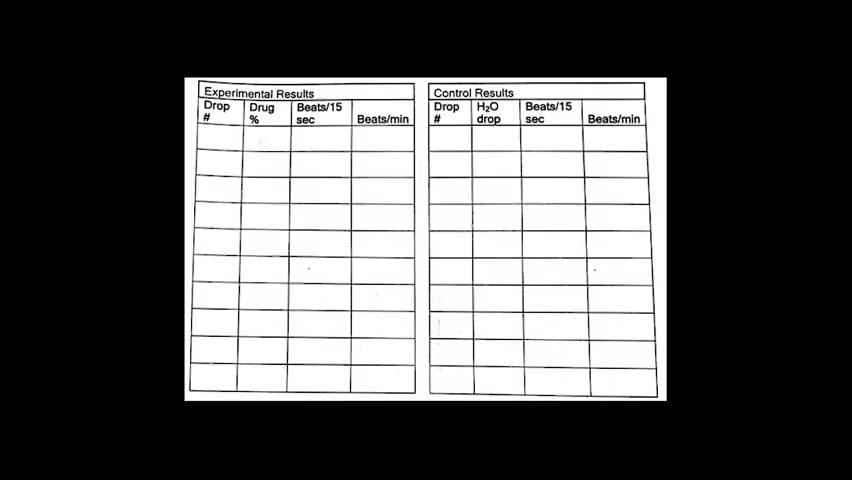 Experimental Results
Drop # Drug % Beats/15 sec Beats/min
Control Results
Drop # H₂O drop Beats/15 sec Beats/min